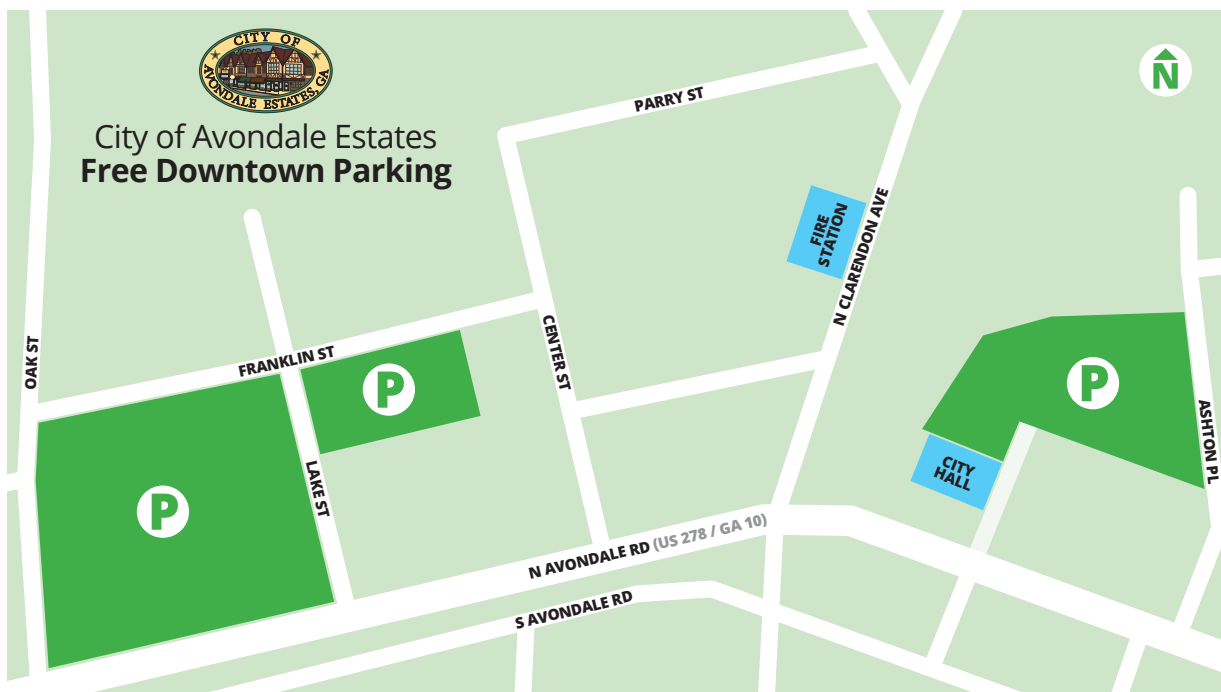 CITY OF
AVONDALE ESTATES, GA
City of Avondale Estates
Free Downtown Parking
N
PARRY ST
FIRE
STATION
N CLARENDON AVE
OAK ST
FRANKLIN ST
CENTER ST
P
P
ASHTON PL
LAKE ST
CITY
HALL
P
N AVONDALE RD (US 278 / GA 10)
S AVONDALE RD